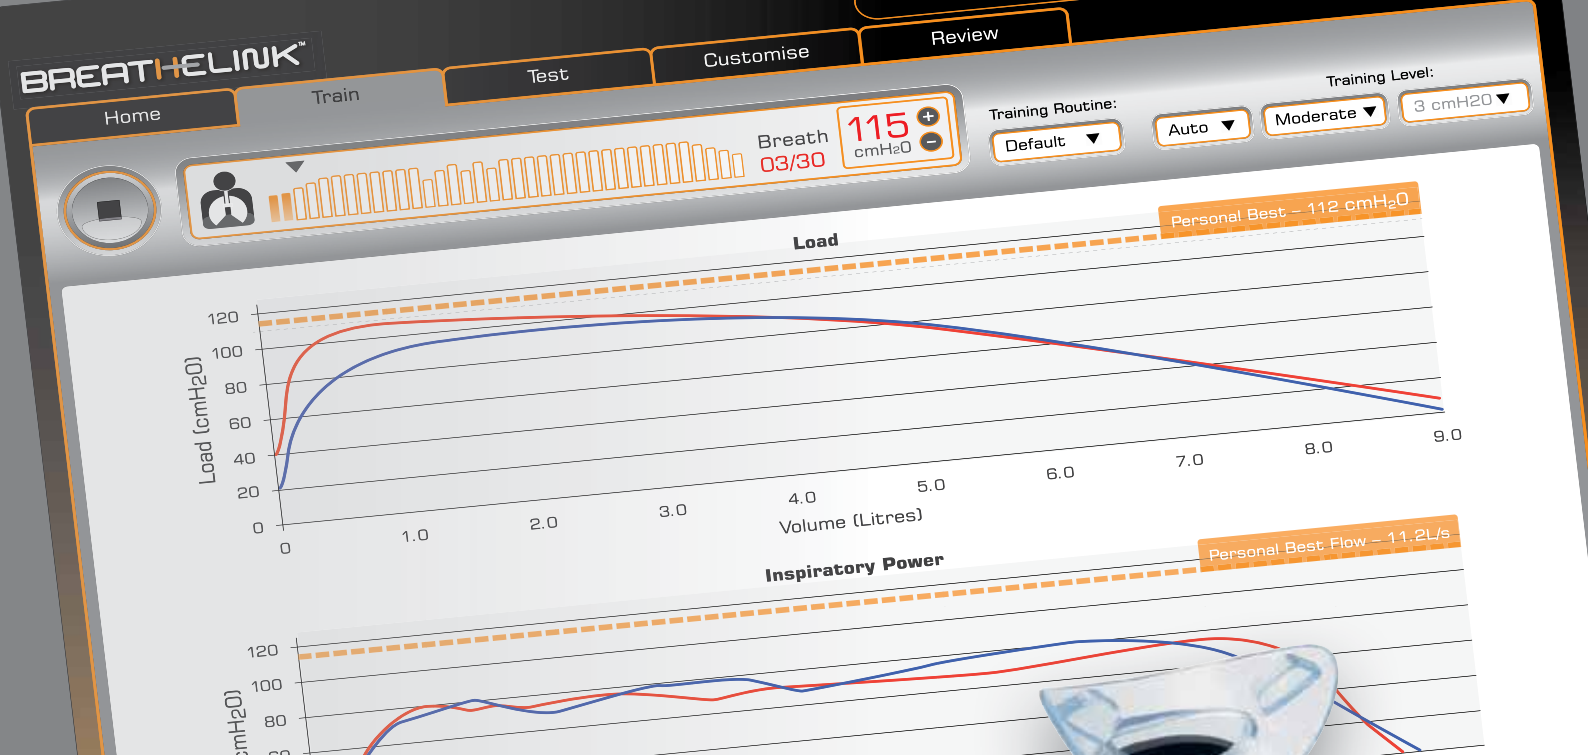 BREATHELINK™
Home
Train
Test
Customise
Review
Breath
03/30
115
cmH₂O
+
−
Training Routine:
Default
Training Level:
Auto
Moderate
3 cmH20
Load
Personal Best – 112 cmH₂O
Load (cmH2O)
120
100
80
60
40
20
0
0
1.0
2.0
3.0
4.0
5.0
6.0
7.0
8.0
9.0
Volume (Litres)
Inspiratory Power
Personal Best Flow – 11.2L/s
120
100
80
60
cmH2O)